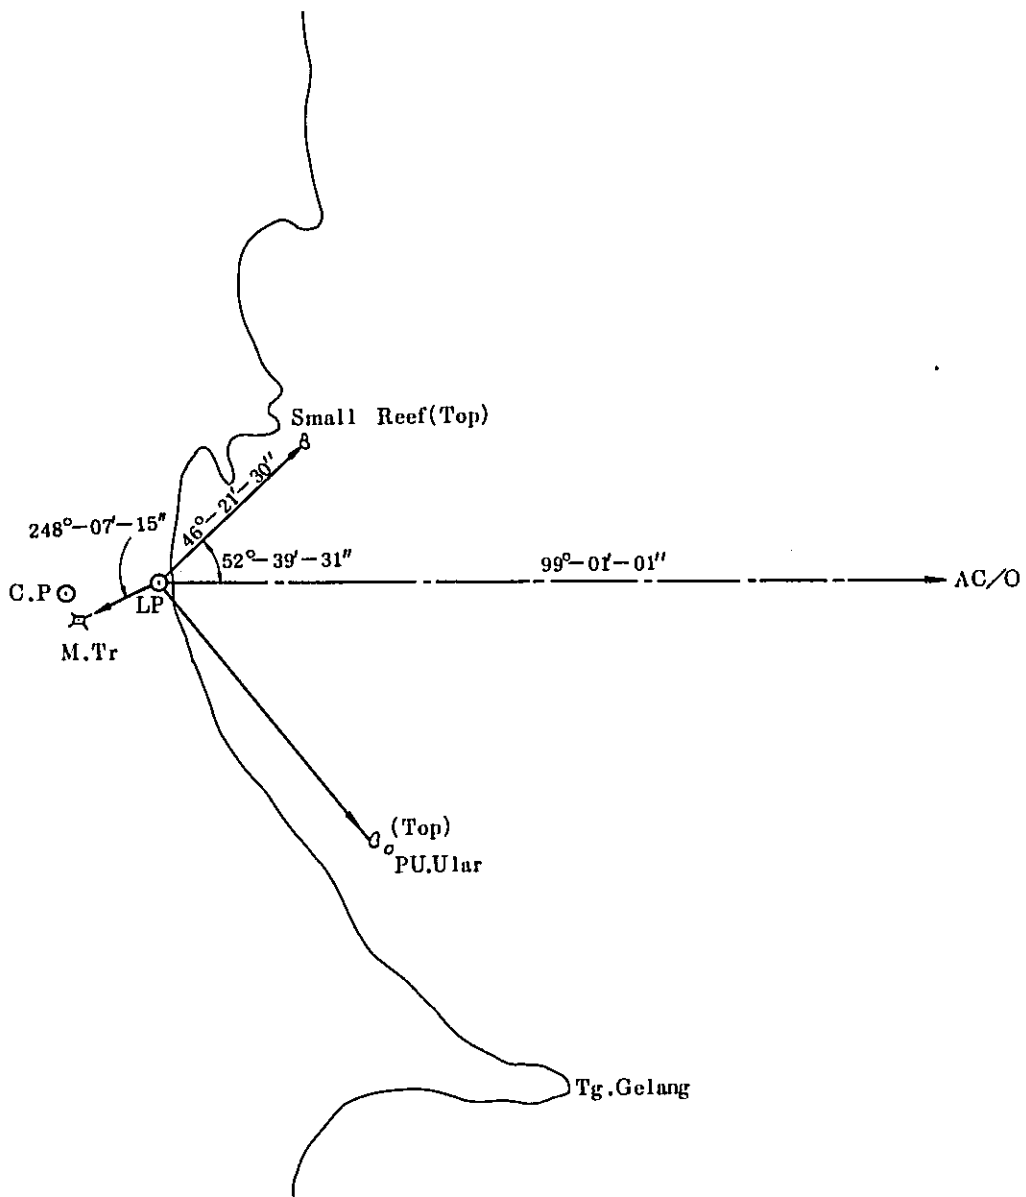 Small Reef(Top)
46°-21'-30"
248°-07'-15"
52°-39'-31"
99°-01'-01"
AC/O
C.P
LP
M.Tr
(Top)
PU.Ular
Tg.Gelang